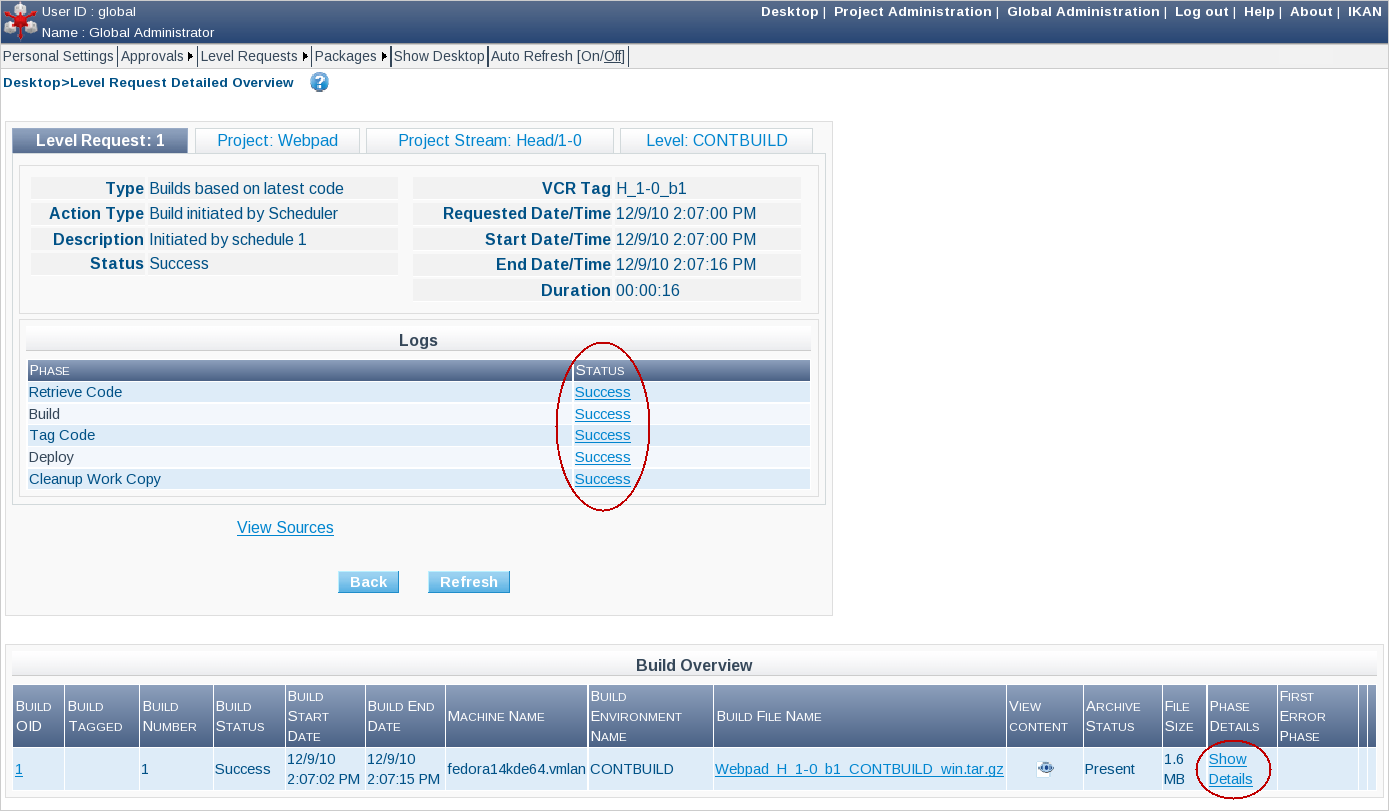 User ID : global
Name : Global Administrator
Desktop | Project Administration | Global Administration | Log out | Help | About | IKAN
Personal Settings | Approvals | Level Requests | Packages | Show Desktop | Auto Refresh [On/Off]
Desktop>Level Request Detailed Overview
Level Request: 1
Project: Webpad
Project Stream: Head/1-0
Level: CONTBUILD
Type Builds based on latest code
Action Type Build initiated by Scheduler
Description Initiated by schedule 1
Status Success
VCR Tag H_1-0_b1
Requested Date/Time 12/9/10 2:07:00 PM
Start Date/Time 12/9/10 2:07:00 PM
End Date/Time 12/9/10 2:07:16 PM
Duration 00:00:16
Logs
Phase Status
Retrieve Code Success
Build Success
Tag Code Success
Deploy Success
Cleanup Work Copy Success
View Sources
Back Refresh
Build Overview
Build OID
Build Tagged
Build Number
Build Status
Build Start Date
Build End Date
Machine Name
Build Environment Name
Build File Name
View content
Archive Status
File Size
Phase Details
First Error Phase
1
1
Success
12/9/10 2:07:02 PM
12/9/10 2:07:15 PM
fedora14kde64.vmlan
CONTBUILD
Webpad_H_1-0_b1_CONTBUILD_win.tar.gz
Present
1.6 MB
Show Details